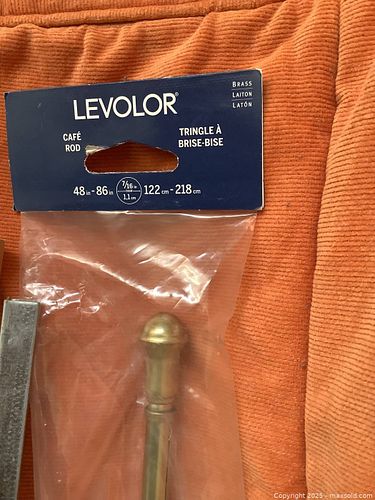 BRASS
LAITON
LATÓN
LEVOLOR®
CAFÉ
ROD
TRINGLE À
BRISE-BISE
48 in - 86 in
7/16 in
1,1 cm
122 cm - 218 cm
Copyright 2025 - maxsold.com